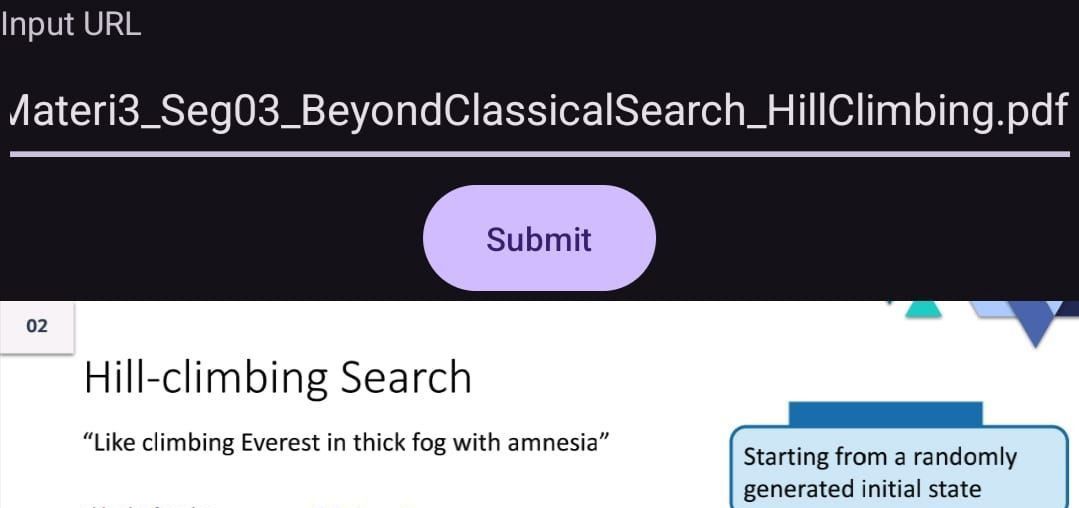 Input URL
Materi3_Seg03_BeyondClassicalSearch_HillClimbing.pdf
Submit
02
Hill-climbing Search
“Like climbing Everest in thick fog with amnesia”
Starting from a randomly
generated initial state